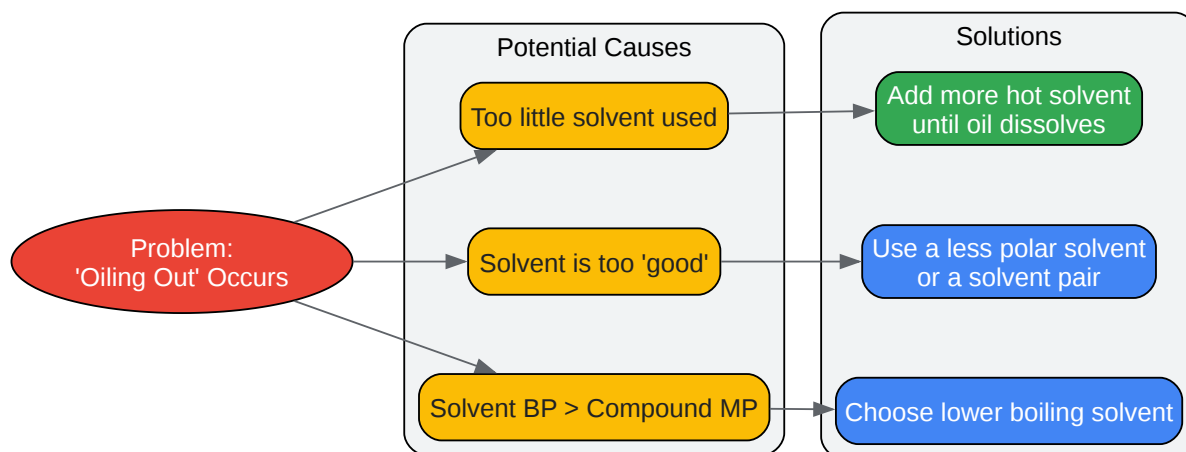 Potential Causes
Solutions
Too little solvent used
Add more hot solvent
until oil dissolves
Problem:
'Oiling Out' Occurs
Solvent is too 'good'
Use a less polar solvent
or a solvent pair
Solvent BP > Compound MP
Choose lower boiling solvent